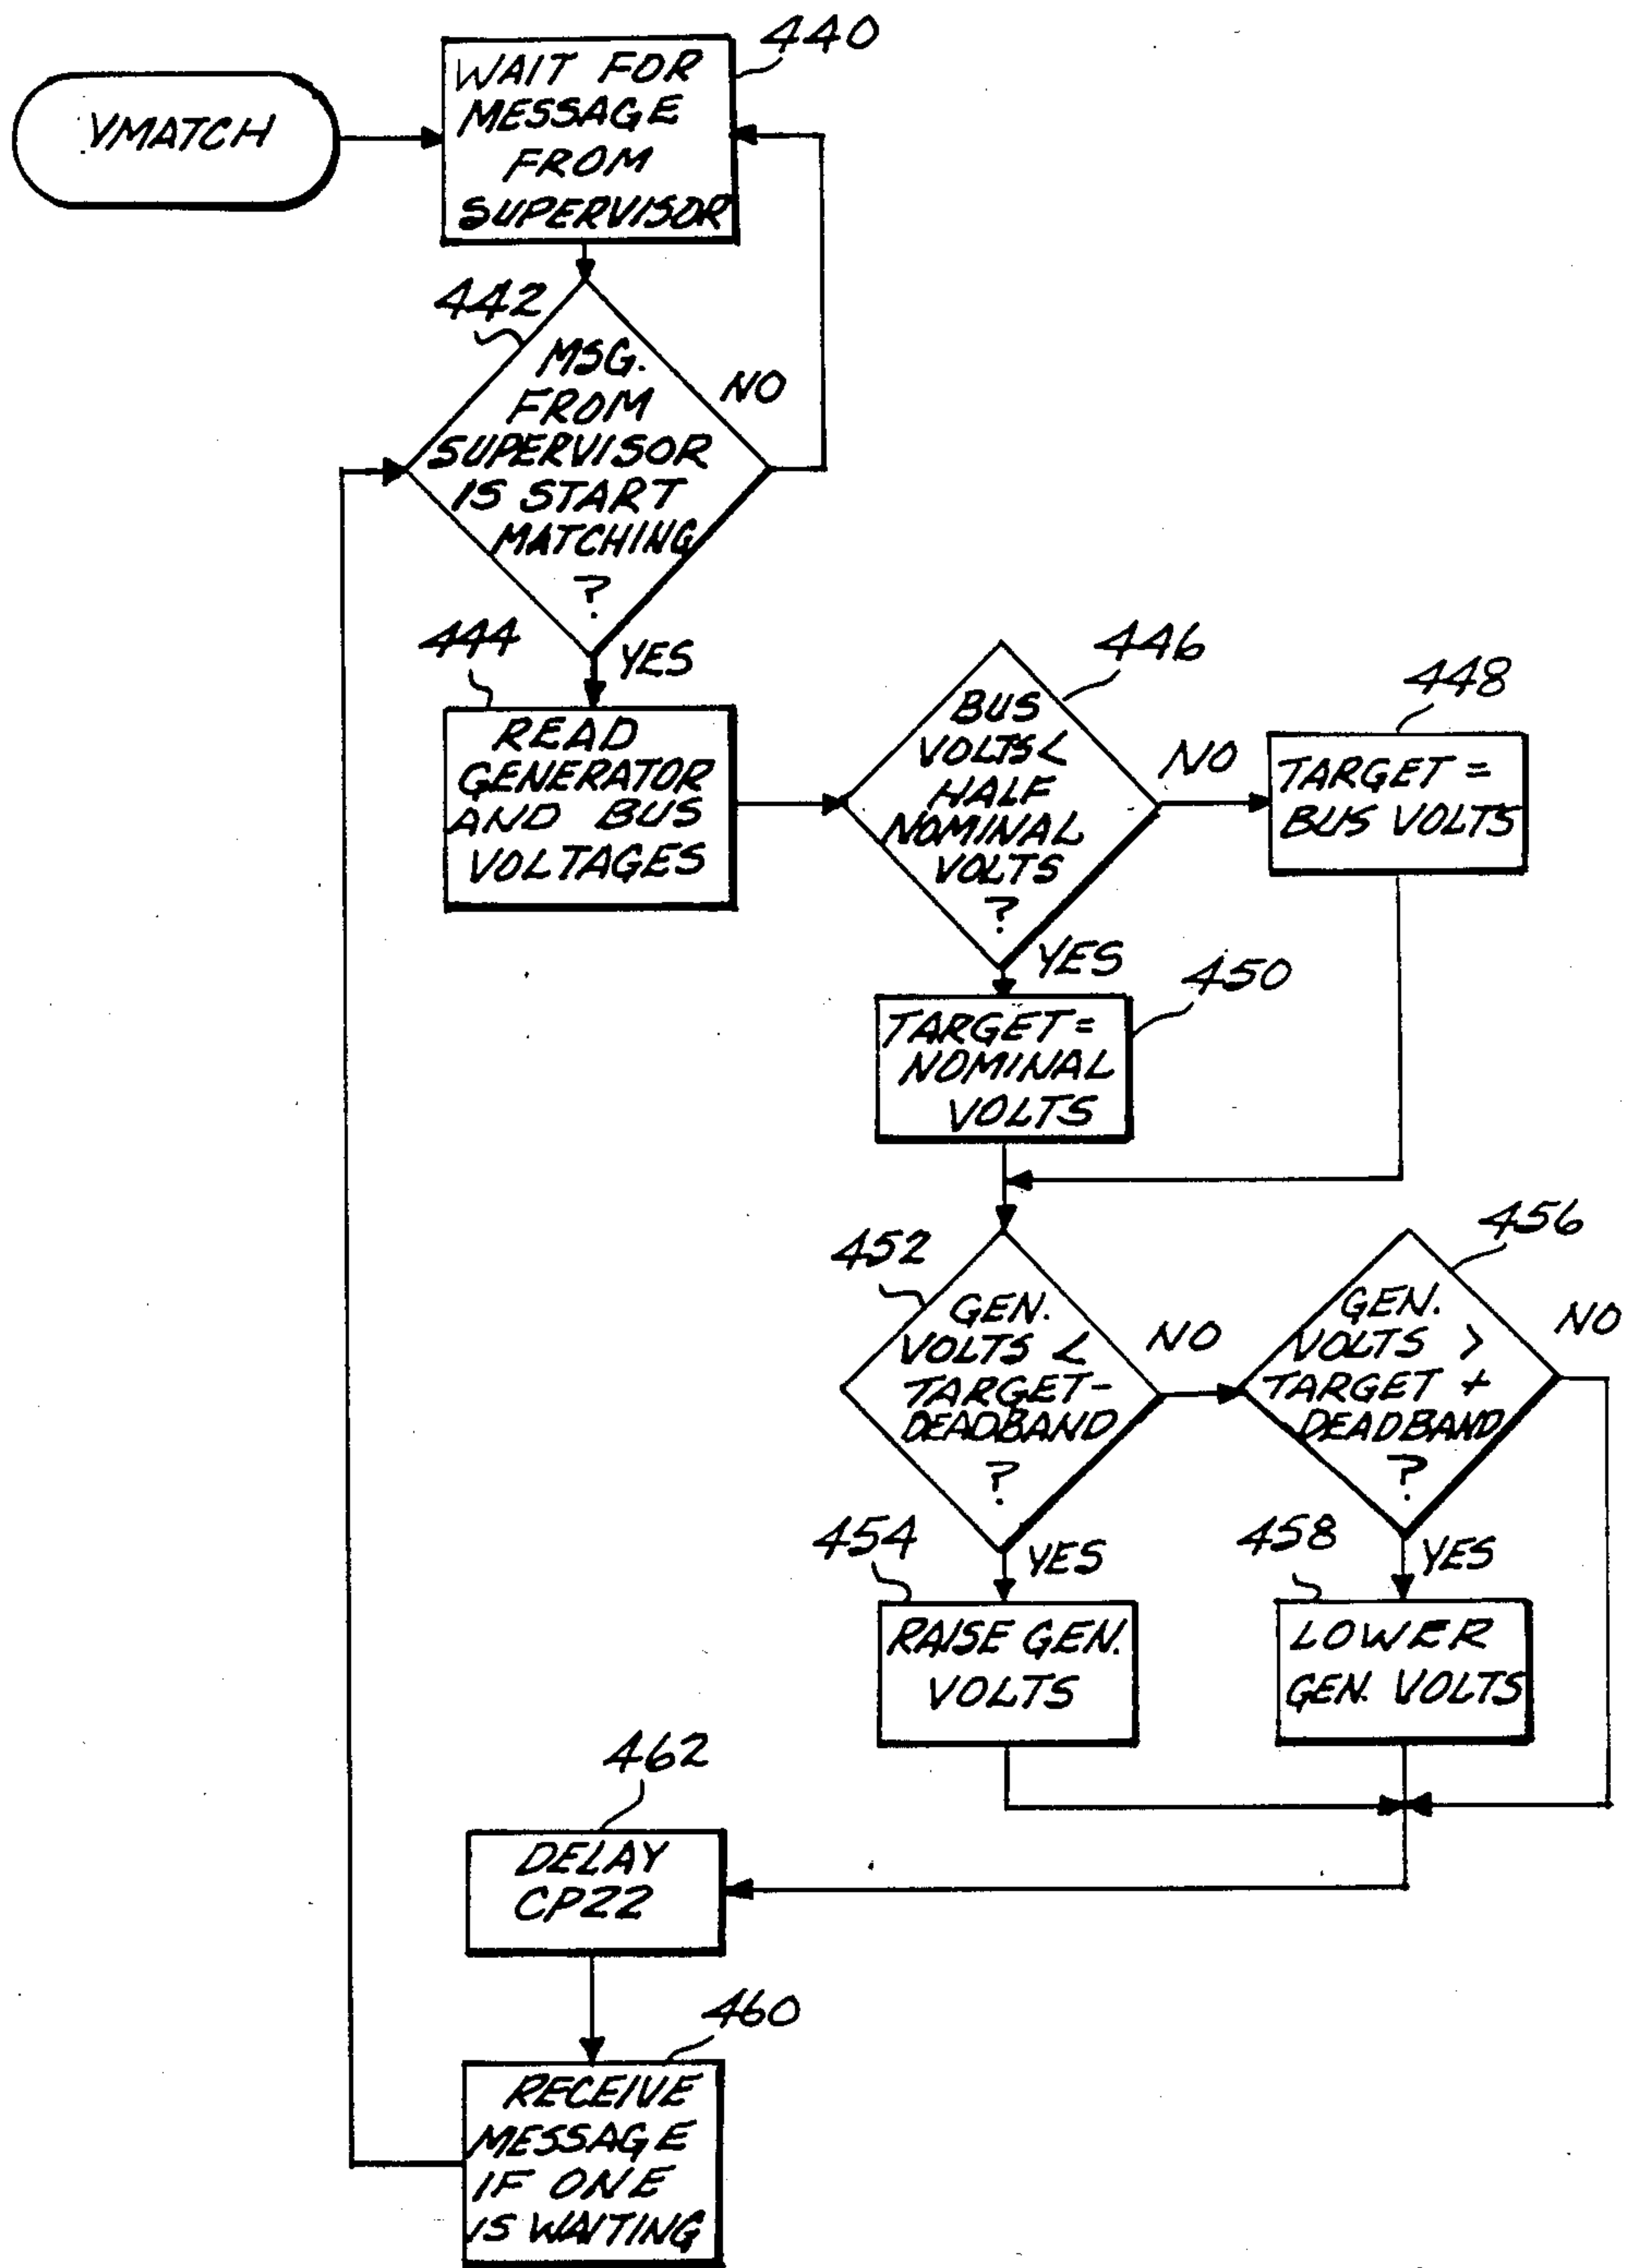 440
WAIT FOR
MESSAGE
FROM
SUPERVISOR
VMATCH
442
MSG.
FROM
SUPERVISOR
IS START
MATCHING
?
NO
YES
444
READ
GENERATOR
AND BUS
VOLTAGES
446
BUS
VOLTS <
HALF
NOMINAL
VOLTS
?
NO
YES
448
TARGET =
BUS VOLTS
450
TARGET =
NOMINAL
VOLTS
452
GEN.
VOLTS <
TARGET-
DEADBAND
?
NO
YES
456
GEN.
VOLTS >
TARGET +
DEADBAND
?
NO
YES
454
RAISE GEN.
VOLTS
458
LOWER
GEN. VOLTS
462
DELAY
CP22
460
RECEIVE
MESSAGE
IF ONE
IS WAITING